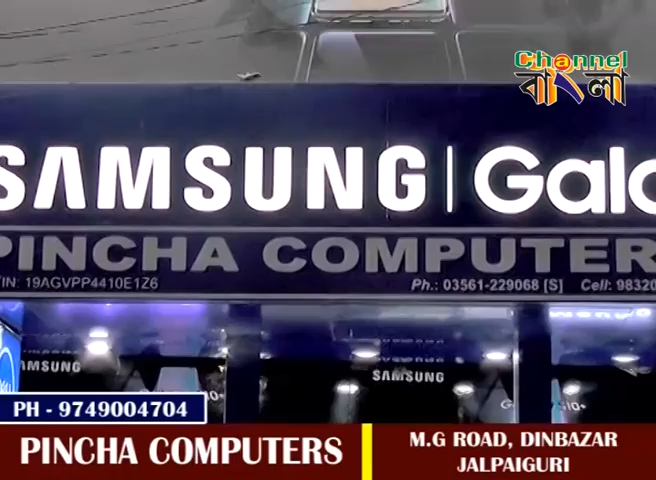 Channel
বাংলা
SAMSUNG | Gala
PINCHA COMPUTER
IN: 19AGVPP4410E1Z6 Ph.: 03561-229068 [S] Cell: 98320
SAMSUNG
SAMSUNG
PH - 9749004704
PINCHA COMPUTERS
M.G ROAD, DINBAZAR
JALPAIGURI